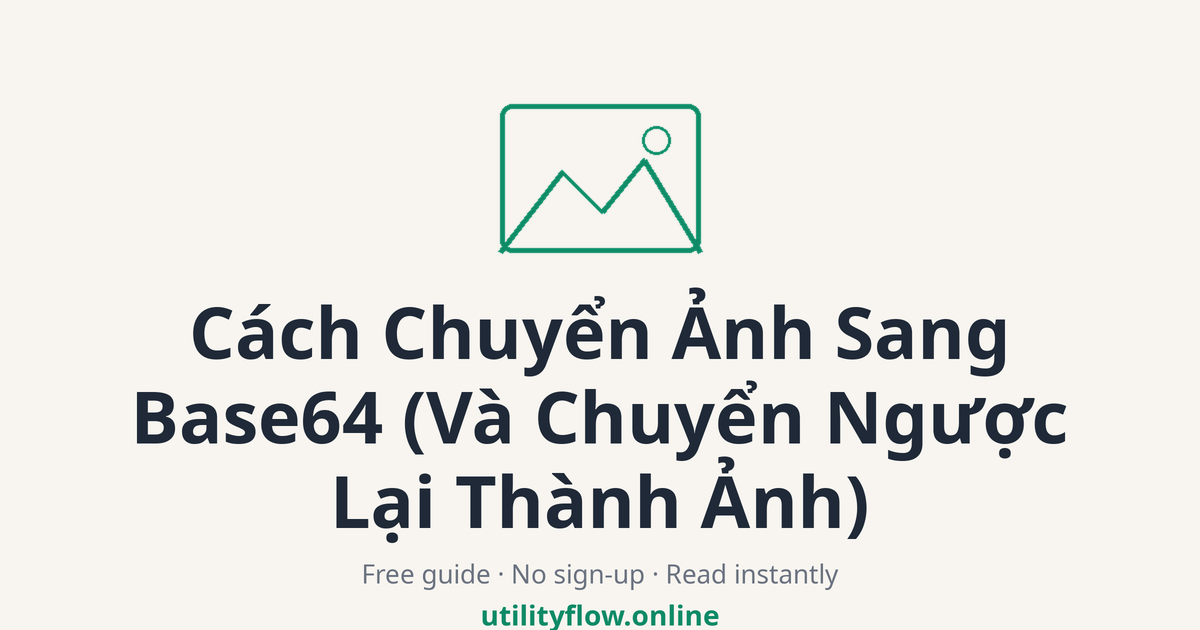 Cách Chuyển Ảnh Sang
Base64 (Và Chuyển Ngược
Lại Thành Ảnh)
Free guide · No sign-up · Read instantly
utilityflow.online